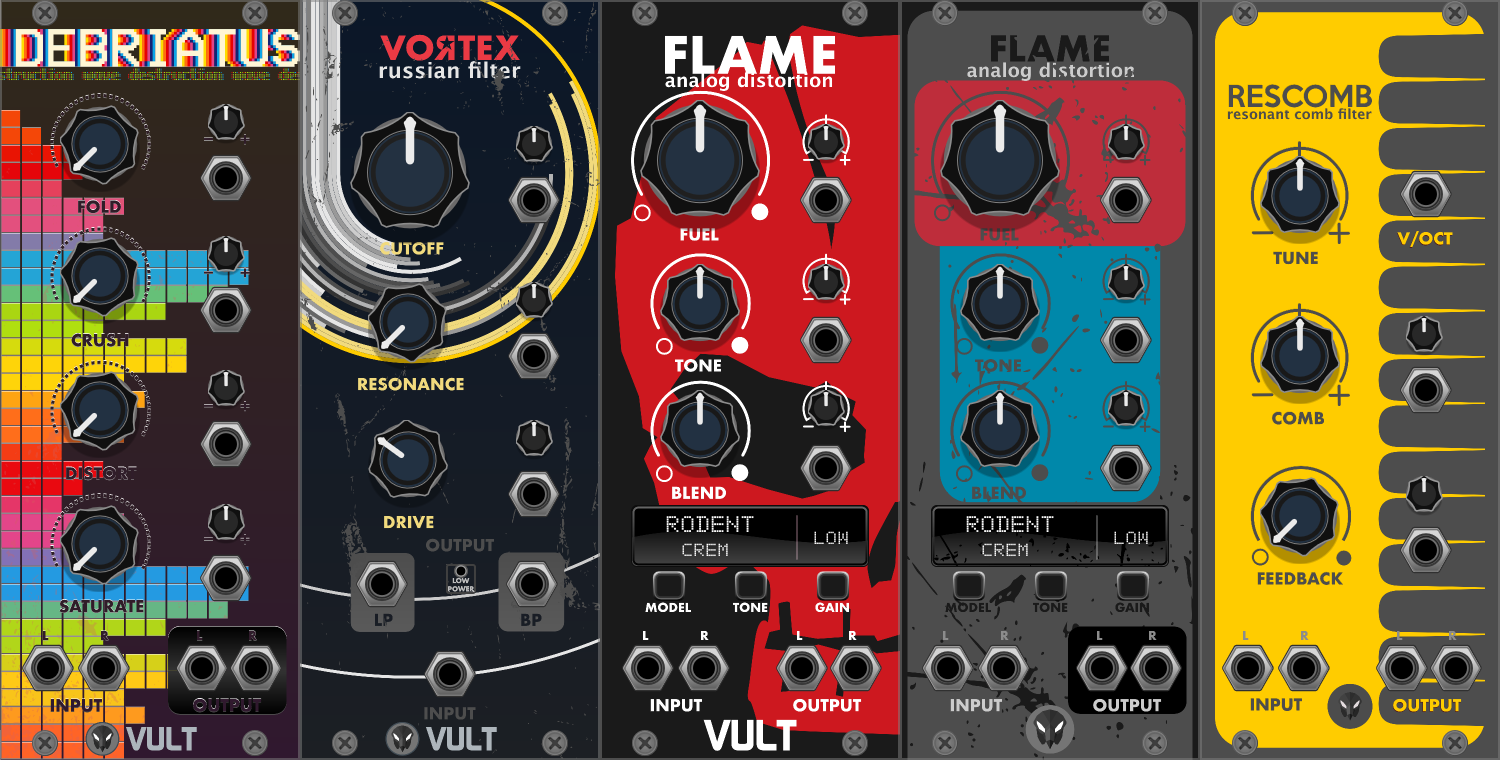 DEBRIATUS
FOLD
CRUSH
DISTORT
SATURATE
L R L R
INPUT OUTPUT
VULT
VORTEX
russian filter
CUTOFF
RESONANCE
DRIVE
OUTPUT
LOW
POWER
LP BP
INPUT
VULT
FLAME
analog distortion
FUEL
TONE
BLEND
RODENT
CREM
LOW
MODEL TONE GAIN
L R L R
INPUT OUTPUT
VULT
FLAME
analog distortion
FUEL
TONE
BLEND
RODENT
CREM
LOW
MODEL TONE GAIN
L R L R
INPUT OUTPUT
RESCOMB
resonant comb filter
V/OCT
TUNE
COMB
FEEDBACK
L R L R
INPUT OUTPUT